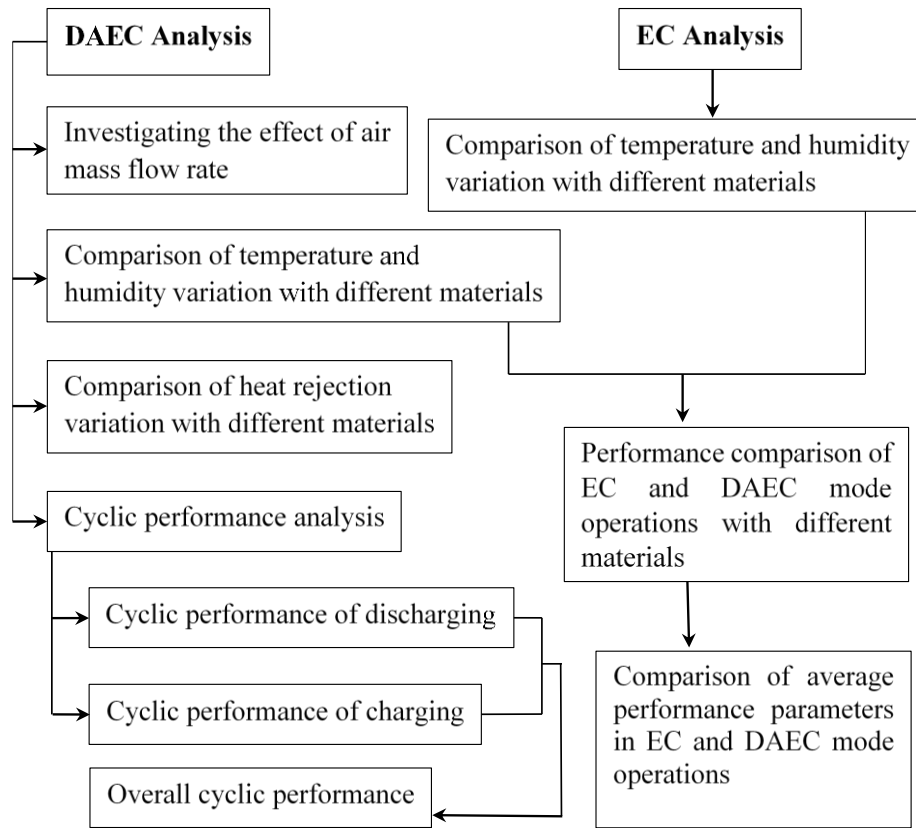 DAEC Analysis
Investigating the effect of air
mass flow rate
Comparison of temperature and
humidity variation with different materials
Comparison of heat rejection
variation with different materials
Cyclic performance analysis
Cyclic performance of discharging
Cyclic performance of charging
Overall cyclic performance
EC Analysis
Comparison of temperature and humidity
variation with different materials
Performance comparison of
EC and DAEC mode
operations with different
materials
Comparison of average
performance parameters
in EC and DAEC mode
operations